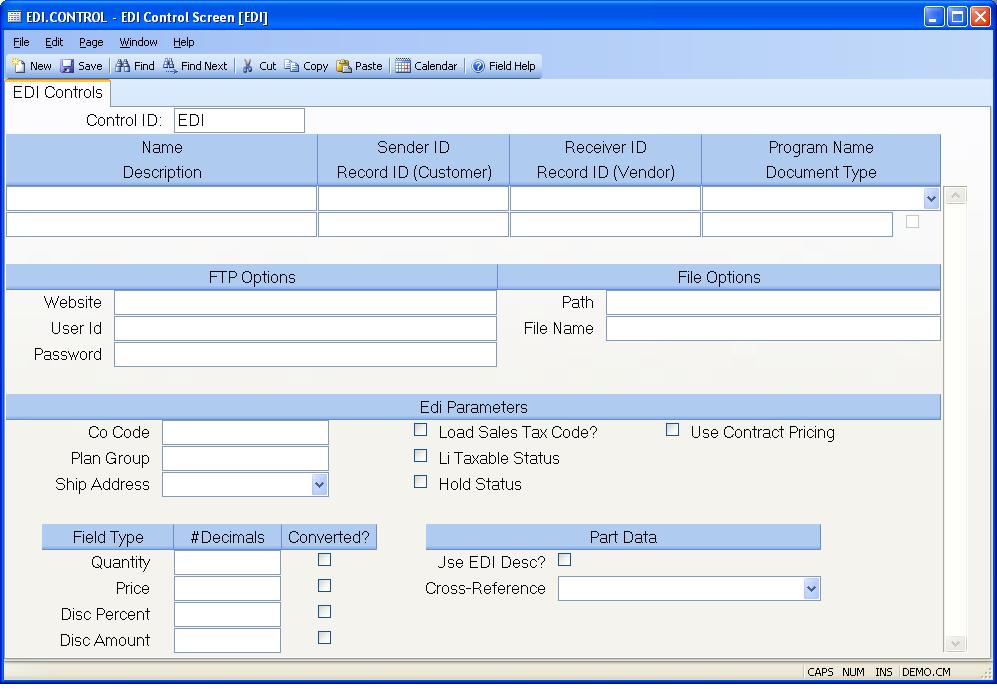 EDI.CONTROL - EDI Control Screen [EDI]
File Edit Page Window Help
New Save Find Find Next Cut Copy Paste Calendar Field Help
EDI Controls
Control ID: EDI
Name Sender ID Receiver ID Program Name
Description Record ID (Customer) Record ID (Vendor) Document Type
FTP Options File Options
Website Path
User Id File Name
Password
Edi Parameters
Co Code Load Sales Tax Code? Use Contract Pricing
Plan Group Li Taxable Status
Ship Address Hold Status
Field Type #Decimals Converted? Part Data
Quantity Jse EDI Desc?
Price Cross-Reference
Disc Percent
Disc Amount
CAPS NUM INS DEMO.CM